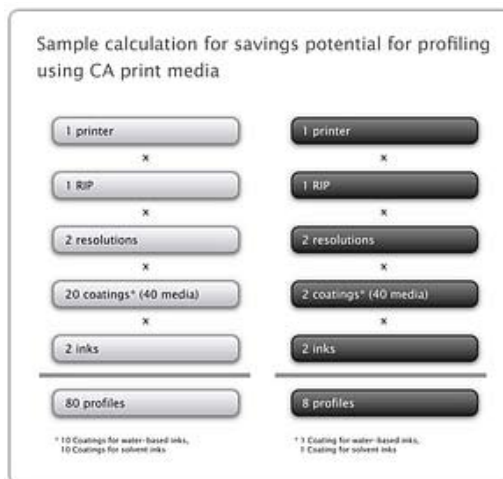 Sample calculation for savings potential for profiling
using CA print media
1 printer
x
1 RIP
x
2 resolutions
x
20 coatings* (40 media)
x
2 inks
80 profiles
* 10 Coatings for water-based inks,
10 Coatings for solvent inks
1 printer
x
1 RIP
x
2 resolutions
x
2 coatings* (40 media)
x
2 inks
8 profiles
* 1 Coating for water-based inks,
1 Coating for solvent inks